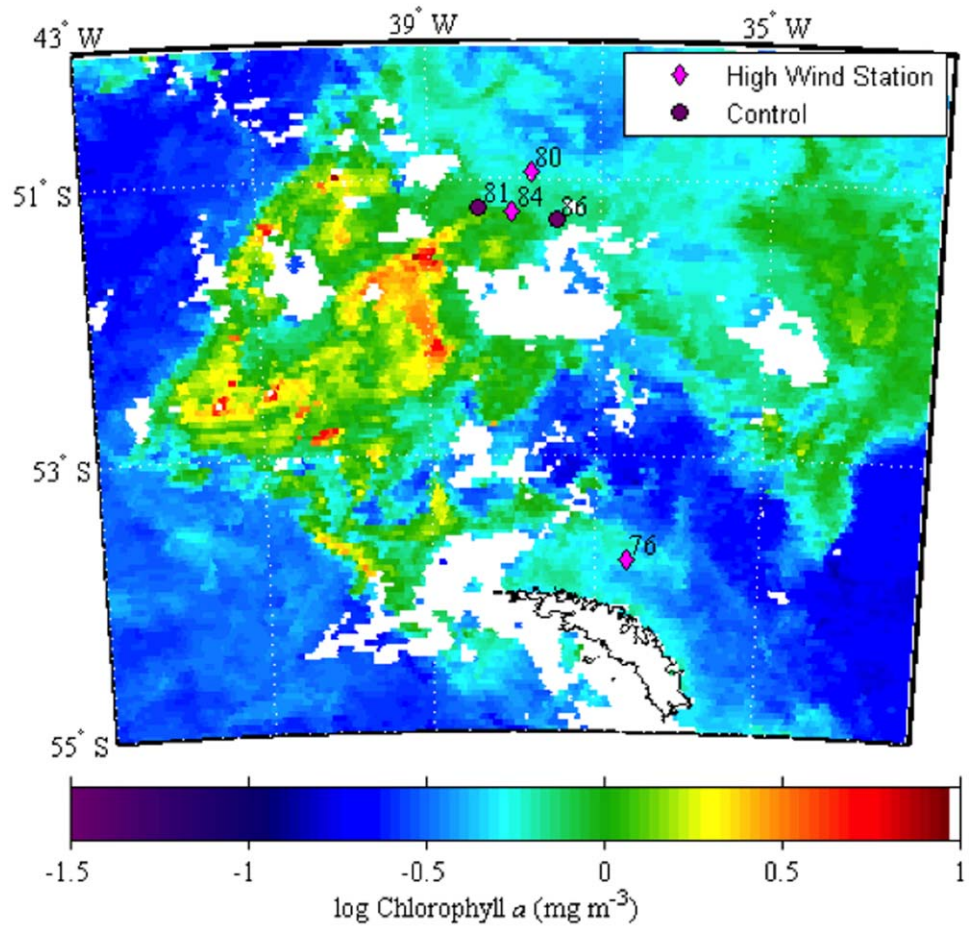 43° W
39° W
35° W
High Wind Station
Control
80
51° S
81
84
86
53° S
76
55° S
-1.5
-1
-0.5
0
0.5
1
log Chlorophyll a (mg m⁻³)